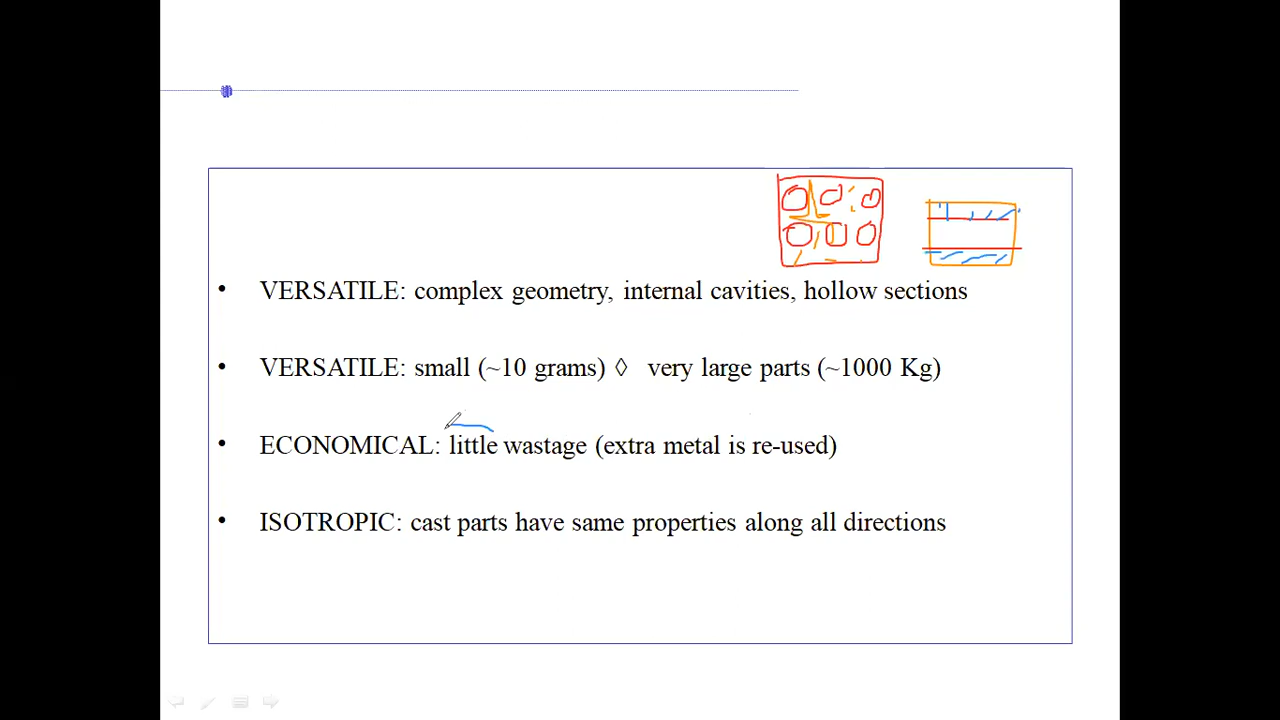 • VERSATILE: complex geometry, internal cavities, hollow sections
• VERSATILE: small (~10 grams) ◊ very large parts (~1000 Kg)
• ECONOMICAL: little wastage (extra metal is re-used)
• ISOTROPIC: cast parts have same properties along all directions